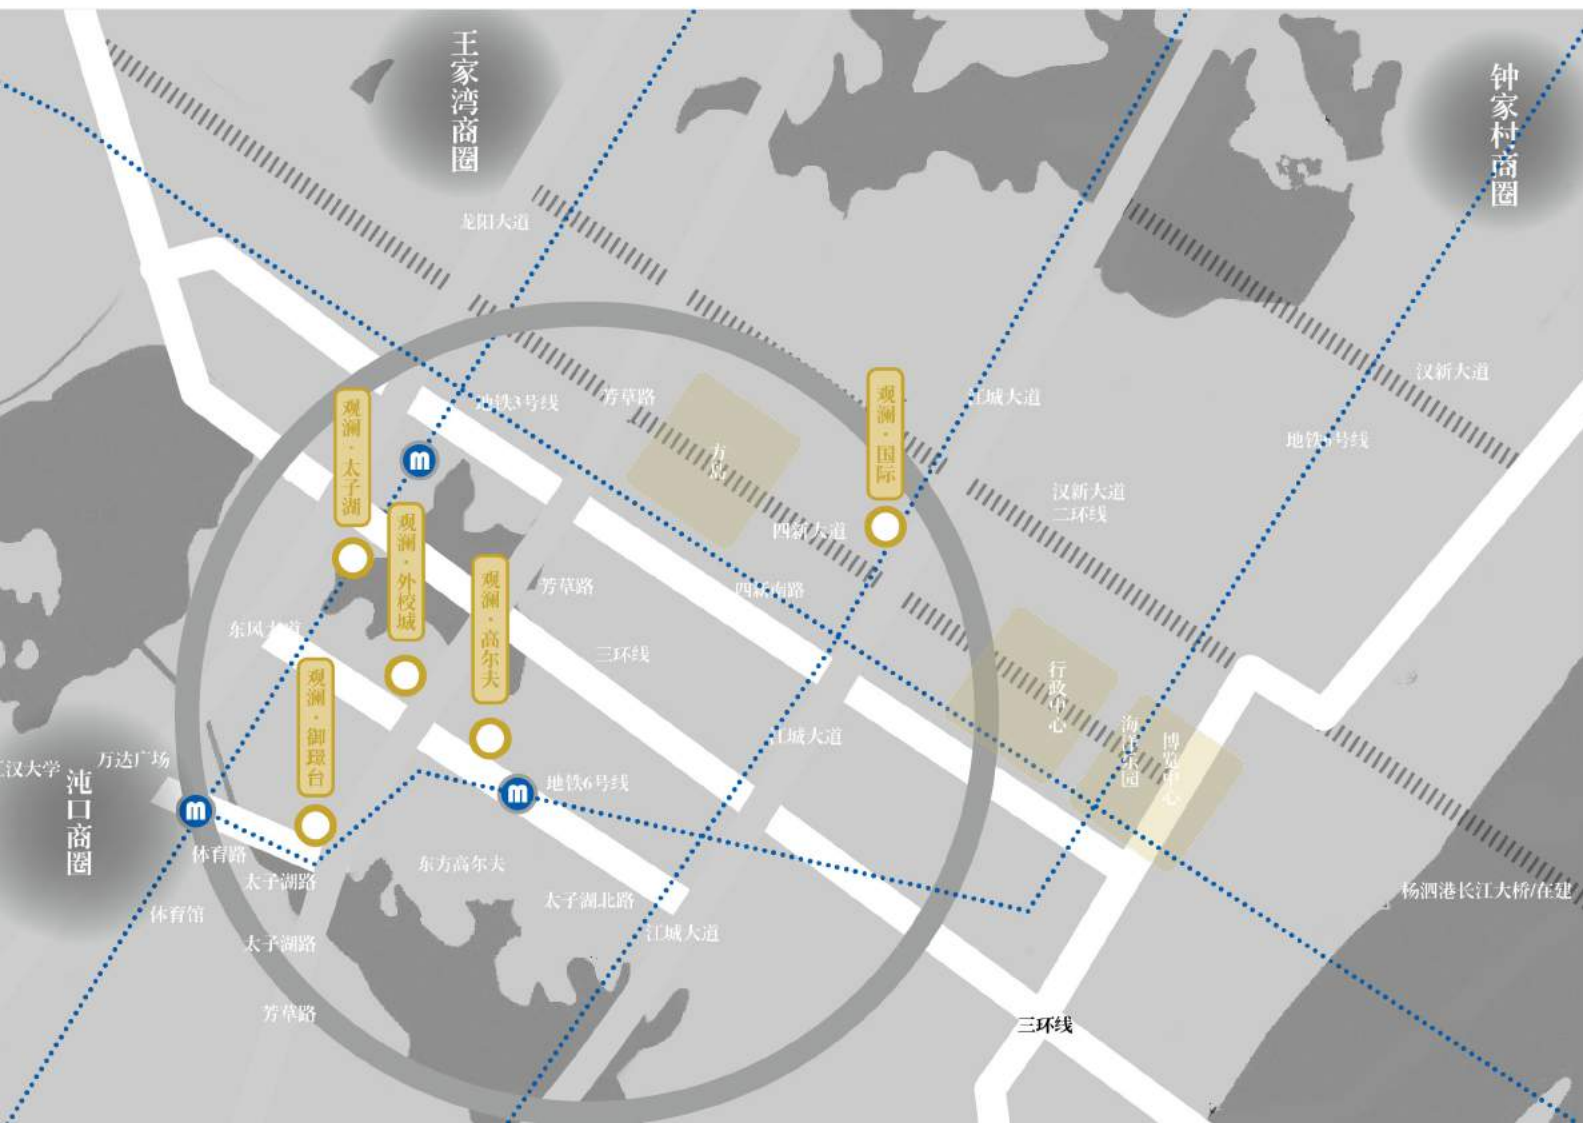 王家湾商圈
钟家村商圈
龙阳大道
汉新大道
地铁3号线
芳草路
江城大道
观澜·国际
观澜·太子湖
地铁6号线
方岛
汉新大道
二环线
四新大道
观澜·外校城
观澜·高尔夫
芳草路
四新南路
东风大道
三环线
观澜·御璟台
行政中心
海洋乐园
博览中心
江城大道
万达广场
汉大学
沌口商圈
地铁6号线
体育路
东方高尔夫
太子湖路
杨泗港长江大桥/在建
太子湖北路
体育馆
江城大道
太子湖路
芳草路
三环线
m
m
m